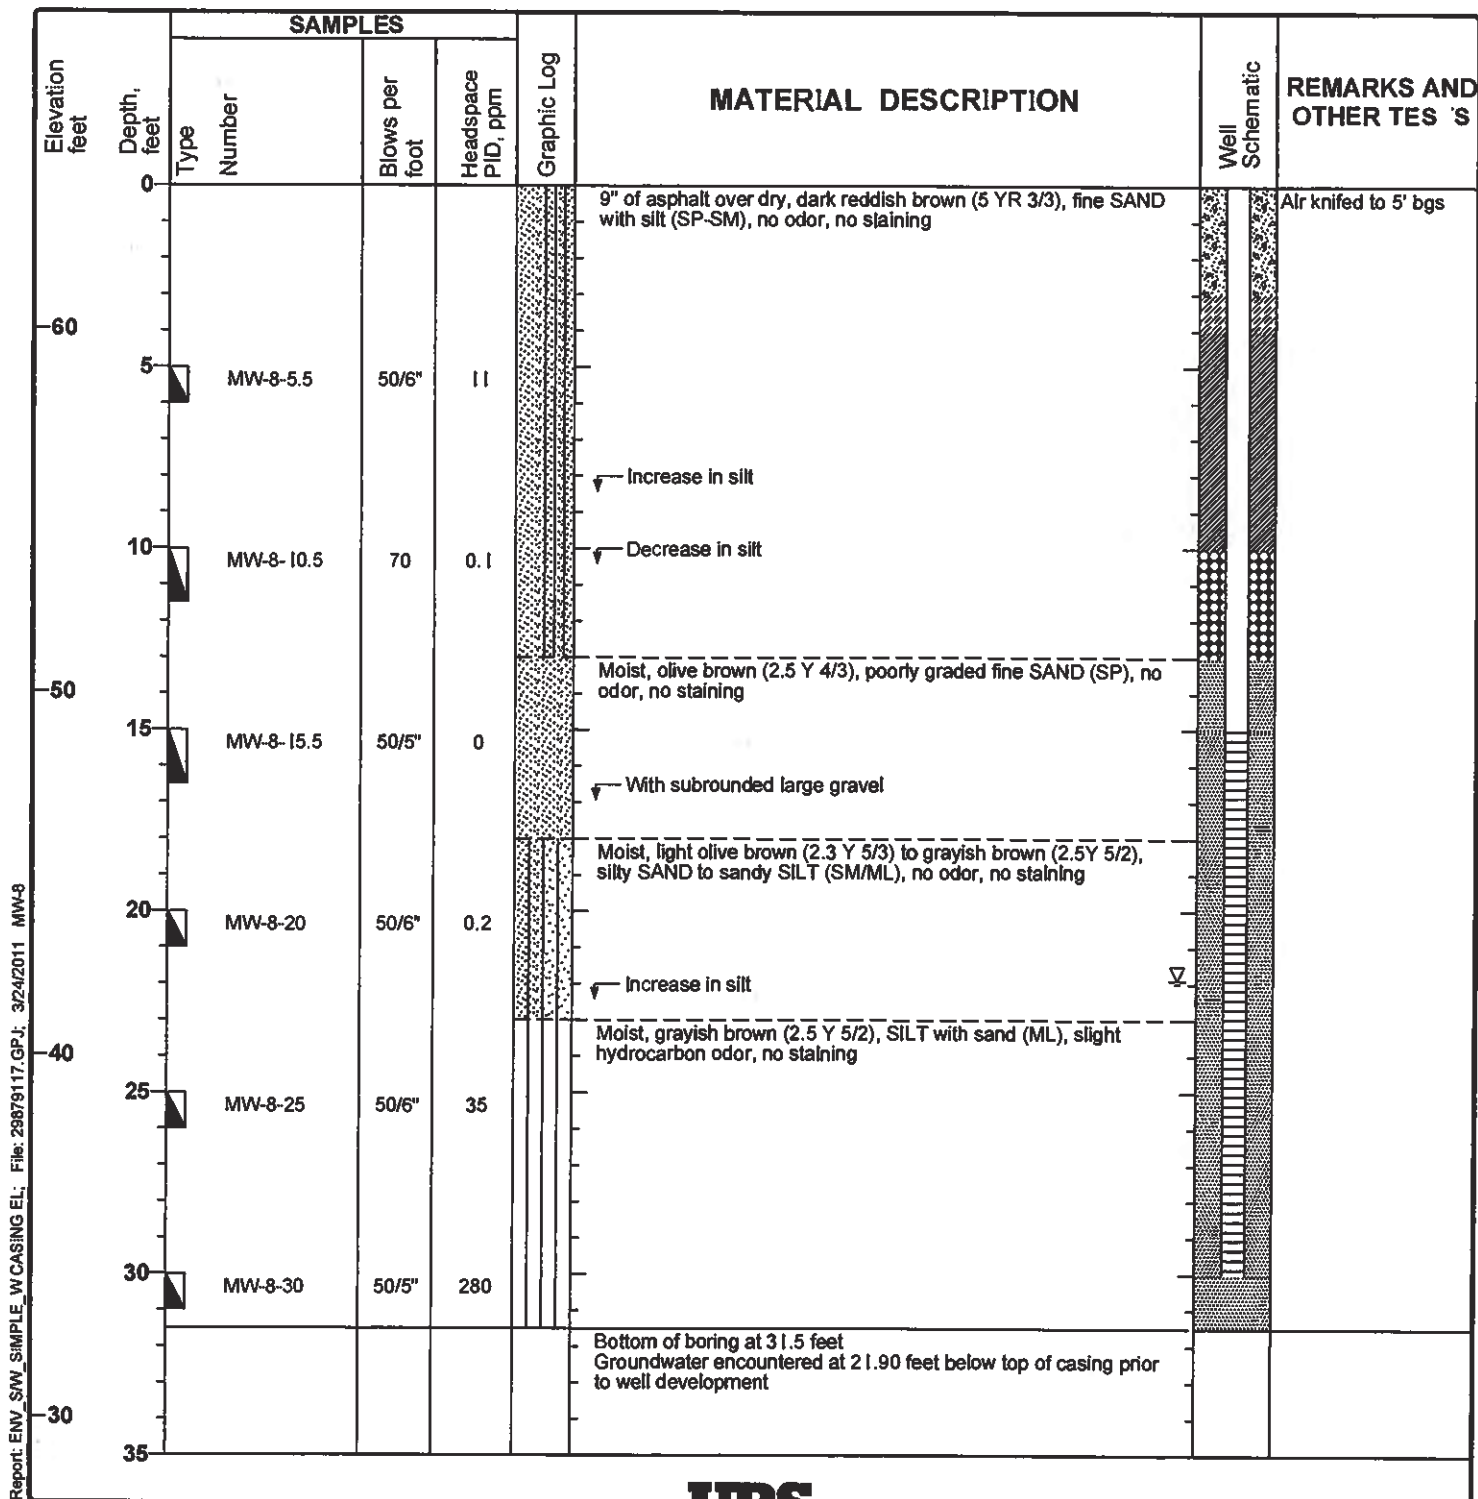 SAMPLES
Elevation
feet
Depth,
feet
Type
Number
Blows per
foot
Headspace
PID, ppm
Graphic Log
MATERIAL DESCRIPTION
Well
Schematic
REMARKS AND
OTHER TES 'S
0
9" of asphalt over dry, dark reddish brown (5 YR 3/3), fine SAND
with silt (SP-SM), no odor, no staining
Air knifed to 5' bgs
60
5
MW-8-5.5 50/6" 11
Increase in silt
10
MW-8-10.5 70 0.1
Decrease in silt
Moist, olive brown (2.5 Y 4/3), poorly graded fine SAND (SP), no
odor, no staining
50
15
MW-8-15.5 50/5" 0
With subrounded large gravel
Moist, light olive brown (2.3 Y 5/3) to grayish brown (2.5Y 5/2),
silty SAND to sandy SILT (SM/ML), no odor, no staining
20
MW-8-20 50/6" 0.2
Increase in silt
Moist, grayish brown (2.5 Y 5/2), SILT with sand (ML), slight
hydrocarbon odor, no staining
40
25
MW-8-25 50/6" 35
30
MW-8-30 50/5" 280
Bottom of boring at 31.5 feet
Groundwater encountered at 21.90 feet below top of casing prior
to well development
30
35
Report: ENV_S/W_SIMPLE_W CASING EL; File: 29879117.GPJ; 3/24/2011 MW-8